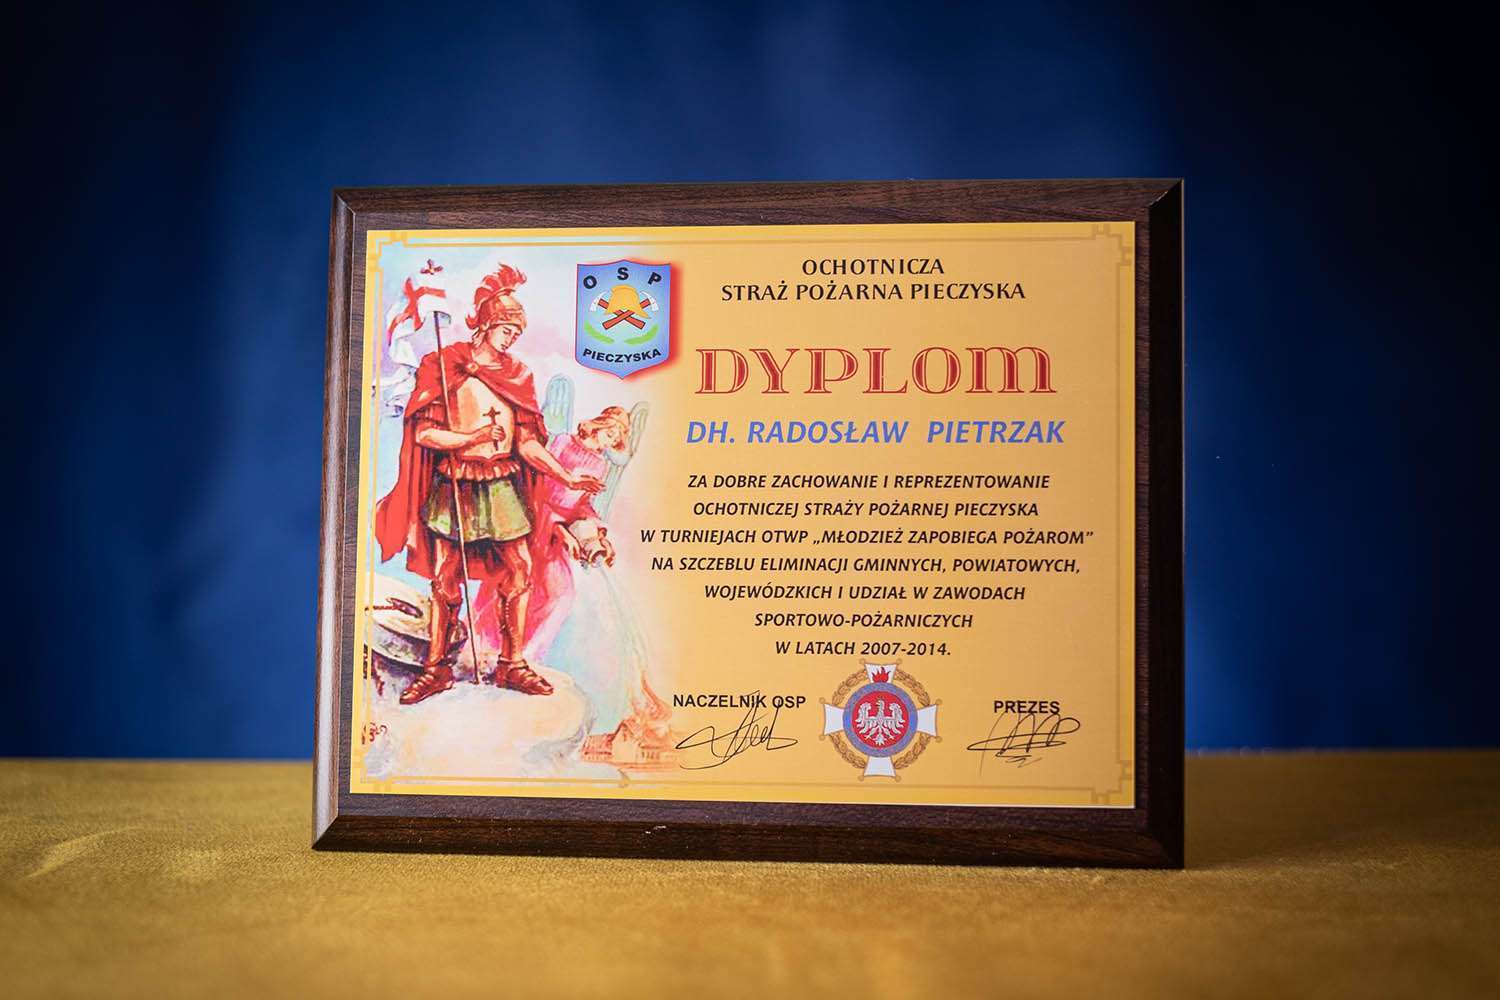 OSP
PIECZYSKA
OCHOTNICZA
STRAŻ POŻARNA PIECZYSKA
DYPLOM
DH. RADOSŁAW PIETRZAK
ZA DOBRE ZACHOWANIE I REPREZENTOWANIE
OCHOTNICZEJ STRAŻY POŻARNEJ PIECZYSKA
W TURNIEJACH OTWP „MŁODZIEŻ ZAPOBIEGA POŻAROM”
NA SZCZEBLU ELIMINACJI GMINNYCH, POWIATOWYCH,
WOJEWÓDZKICH I UDZIAŁ W ZAWODACH
SPORTOWO-POŻARNICZYCH
W LATACH 2007-2014.
NACZELNIK OSP
PREZES